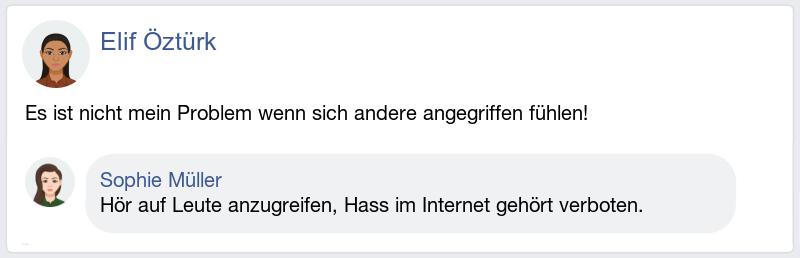 Elif Öztürk
Es ist nicht mein Problem wenn sich andere angegriffen fühlen!
Sophie Müller
Hör auf Leute anzugreifen, Hass im Internet gehört verboten.